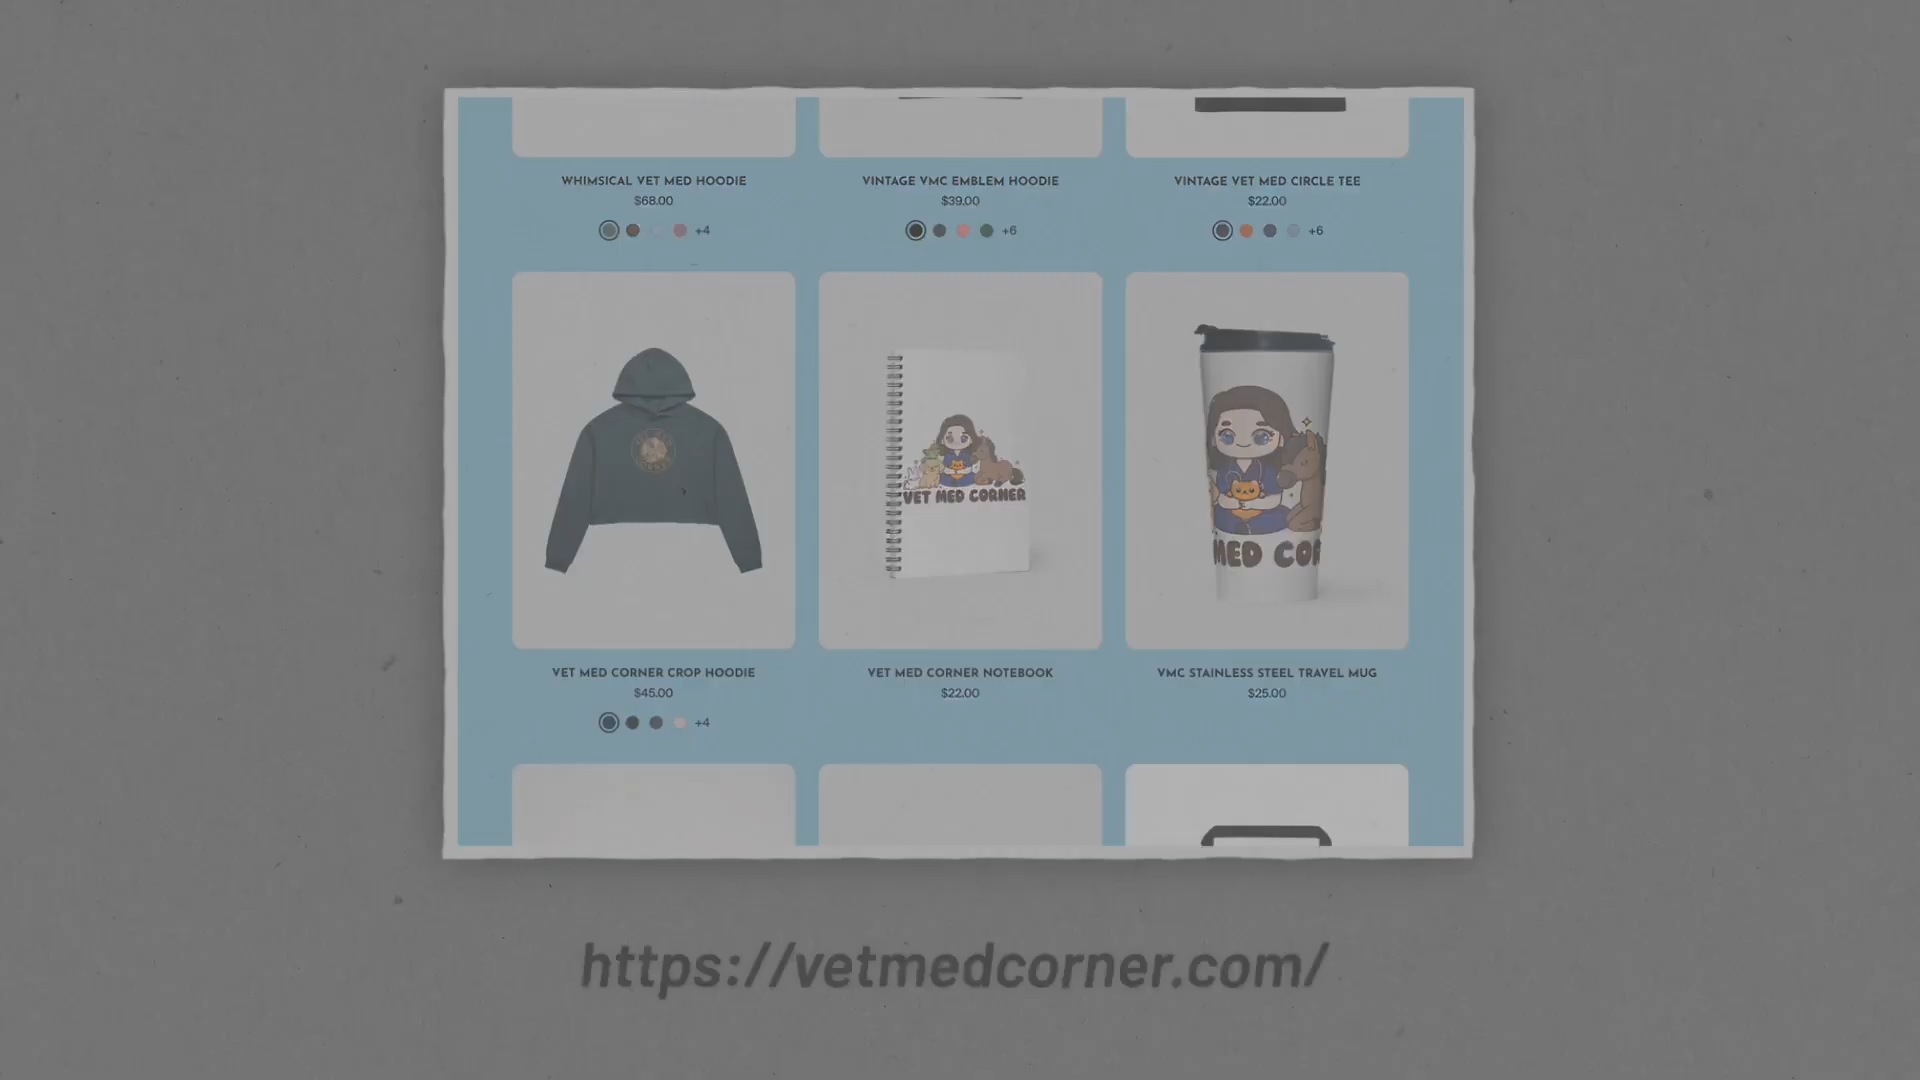 WHIMSICAL VET MED HOODIE
$68.00
+4
VINTAGE VMC EMBLEM HOODIE
$39.00
+6
VINTAGE VET MED CIRCLE TEE
$22.00
+6
VET MED CORNER
MED COR
VET MED CORNER CROP HOODIE
$45.00
+4
VET MED CORNER NOTEBOOK
$22.00
VMC STAINLESS STEEL TRAVEL MUG
$25.00
https://vetmedcorner.com/